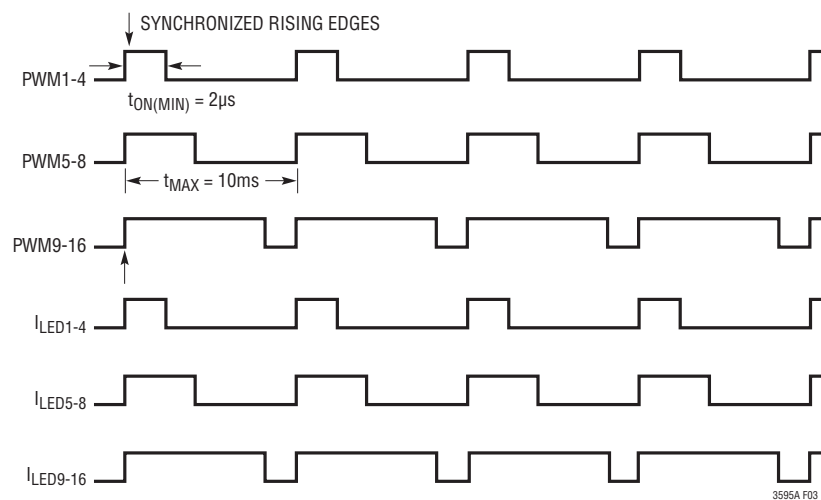 SYNCHRONIZED RISING EDGES
PWM1-4
tON(MIN) = 2µs
PWM5-8
tMAX = 10ms
PWM9-16
ILED1-4
ILED5-8
ILED9-16
3595A F03